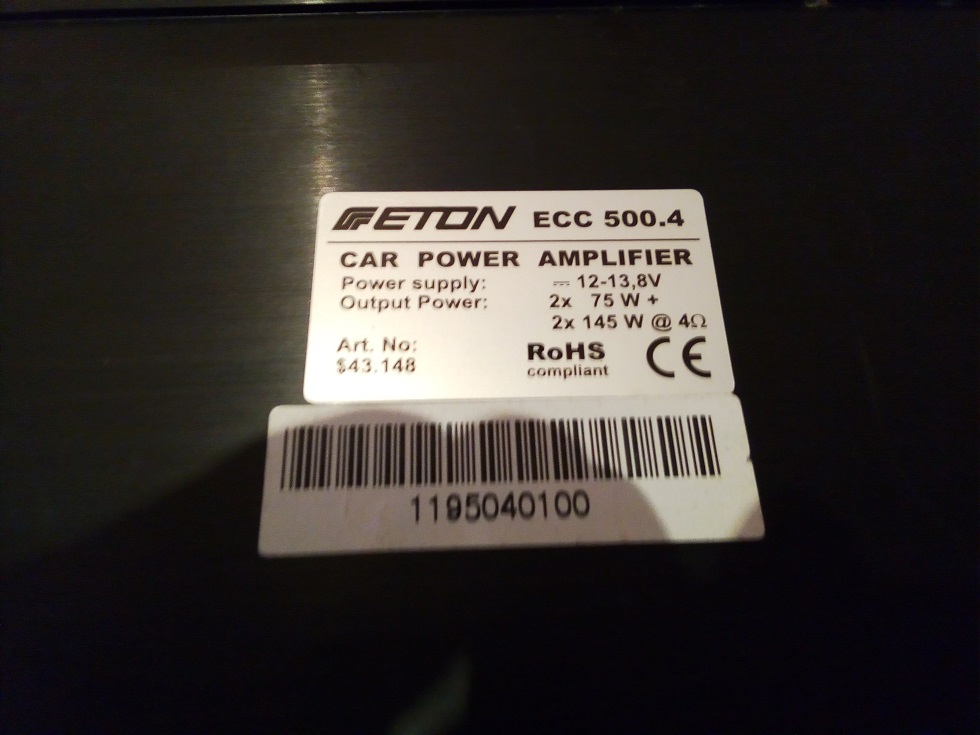 ETON ECC 500.4
CAR POWER AMPLIFIER
Power supply: ⎓ 12-13,8V
Output Power: 2x 75 W +
2x 145 W @ 4Ω
Art. No:
$43.148
RoHS
compliant
CE
1195040100